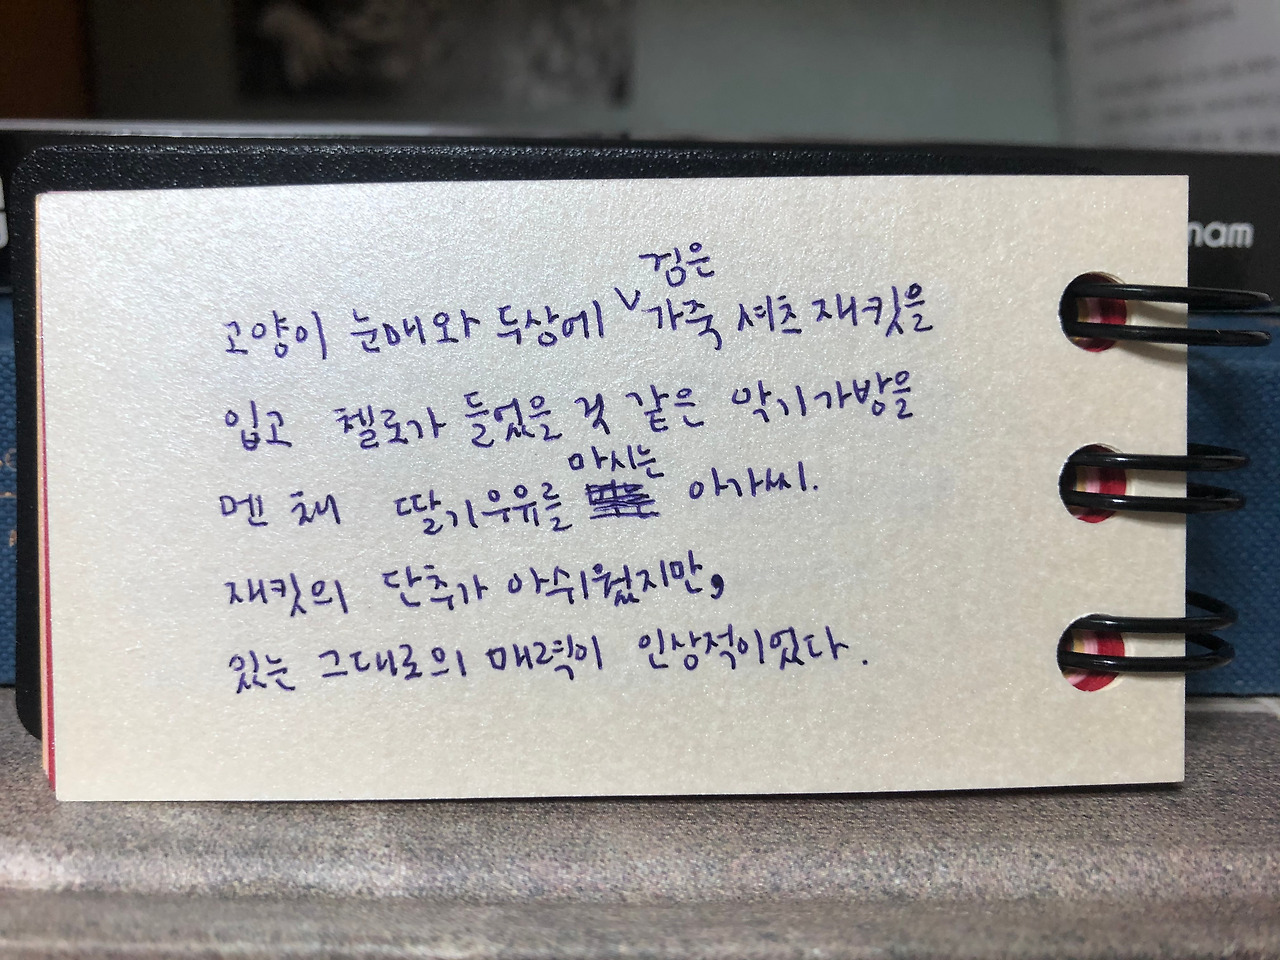 고양이 눈매와 두상에 검은 가죽 셔츠 재킷을
입고 첼로가 들었을 것 같은 악기가방을
멘 채 딸기우유를 마시는 아가씨.
재킷의 단추가 아쉬웠지만,
있는 그대로의 매력이 인상적이었다.
nam